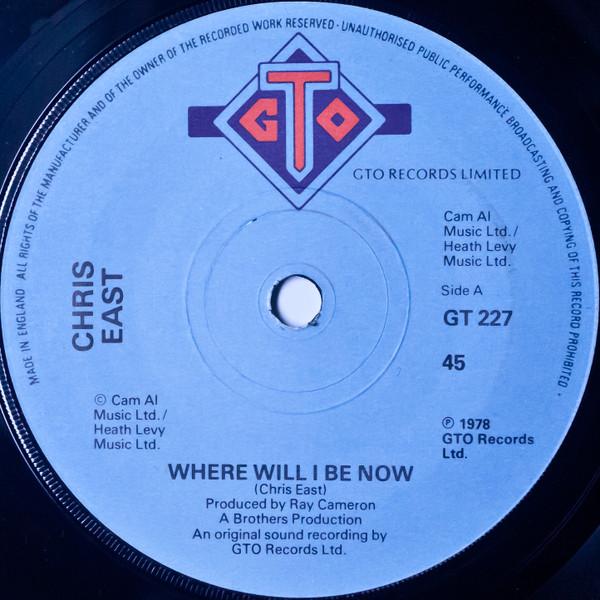 MADE IN ENGLAND ALL RIGHTS OF THE MANUFACTURER AND OF THE OWNER OF THE RECORDED WORK RESERVED · UNAUTHORISED PUBLIC PERFORMANCE BROADCASTING AND COPYING OF THIS RECORD PROHIBITED ·
GTO
GTO RECORDS LIMITED
Cam Al
Music Ltd./
Heath Levy
Music Ltd.
Side A
GT 227
45
CHRIS
EAST
© Cam Al
Music Ltd./
Heath Levy
Music Ltd.
℗ 1978
GTO Records
Ltd.
WHERE WILL I BE NOW
(Chris East)
Produced by Ray Cameron
A Brothers Production
An original sound recording by
GTO Records Ltd.